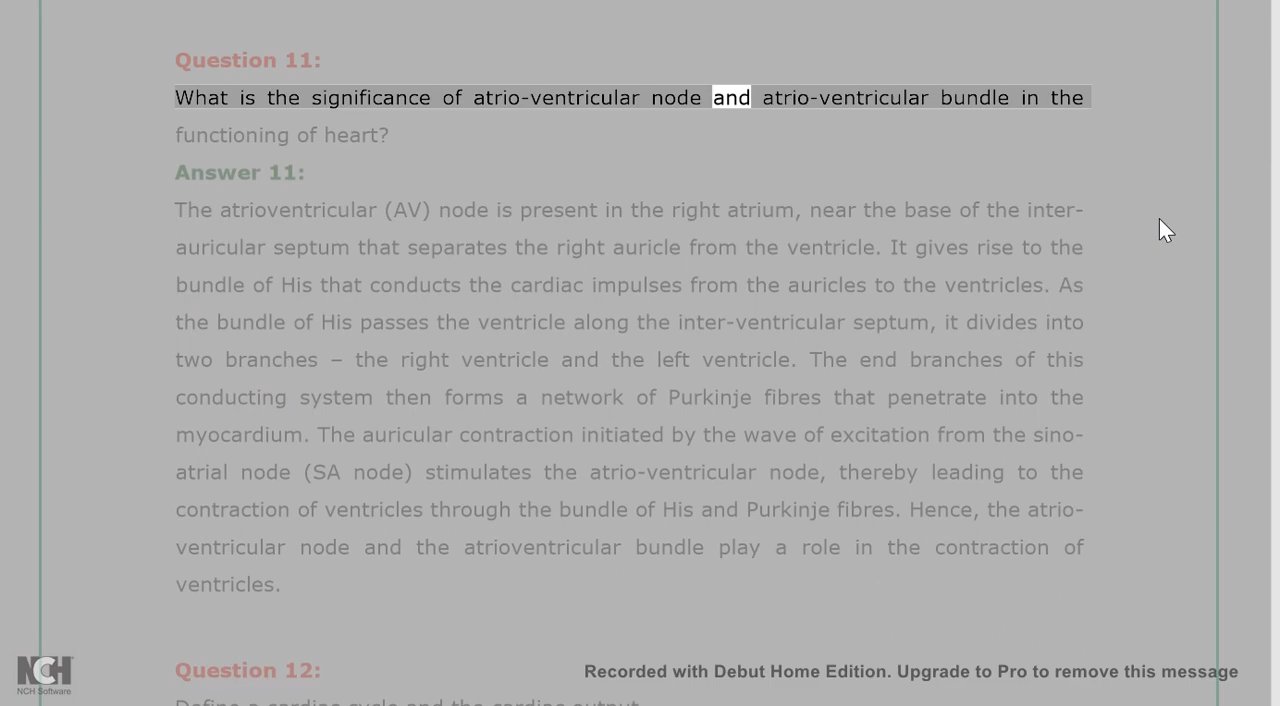 Question 11:
What is the significance of atrio-ventricular node and atrio-ventricular bundle in the
functioning of heart?
Answer 11:
The atrioventricular (AV) node is present in the right atrium, near the base of the inter-
auricular septum that separates the right auricle from the ventricle. It gives rise to the
bundle of His that conducts the cardiac impulses from the auricles to the ventricles. As
the bundle of His passes the ventricle along the inter-ventricular septum, it divides into
two branches – the right ventricle and the left ventricle. The end branches of this
conducting system then forms a network of Purkinje fibres that penetrate into the
myocardium. The auricular contraction initiated by the wave of excitation from the sino-
atrial node (SA node) stimulates the atrio-ventricular node, thereby leading to the
contraction of ventricles through the bundle of His and Purkinje fibres. Hence, the atrio-
ventricular node and the atrioventricular bundle play a role in the contraction of
ventricles.
Question 12:
Define a cardiac cycle and the cardiac output.
NCH
NCH Software
Recorded with Debut Home Edition. Upgrade to Pro to remove this message